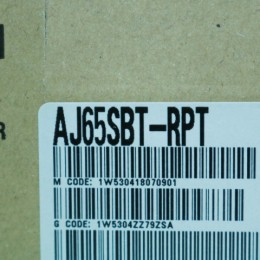 AJ65SBT-RPT
M CODE: 1W530418070901
G CODE: 1W5304ZZ79ZSA
R